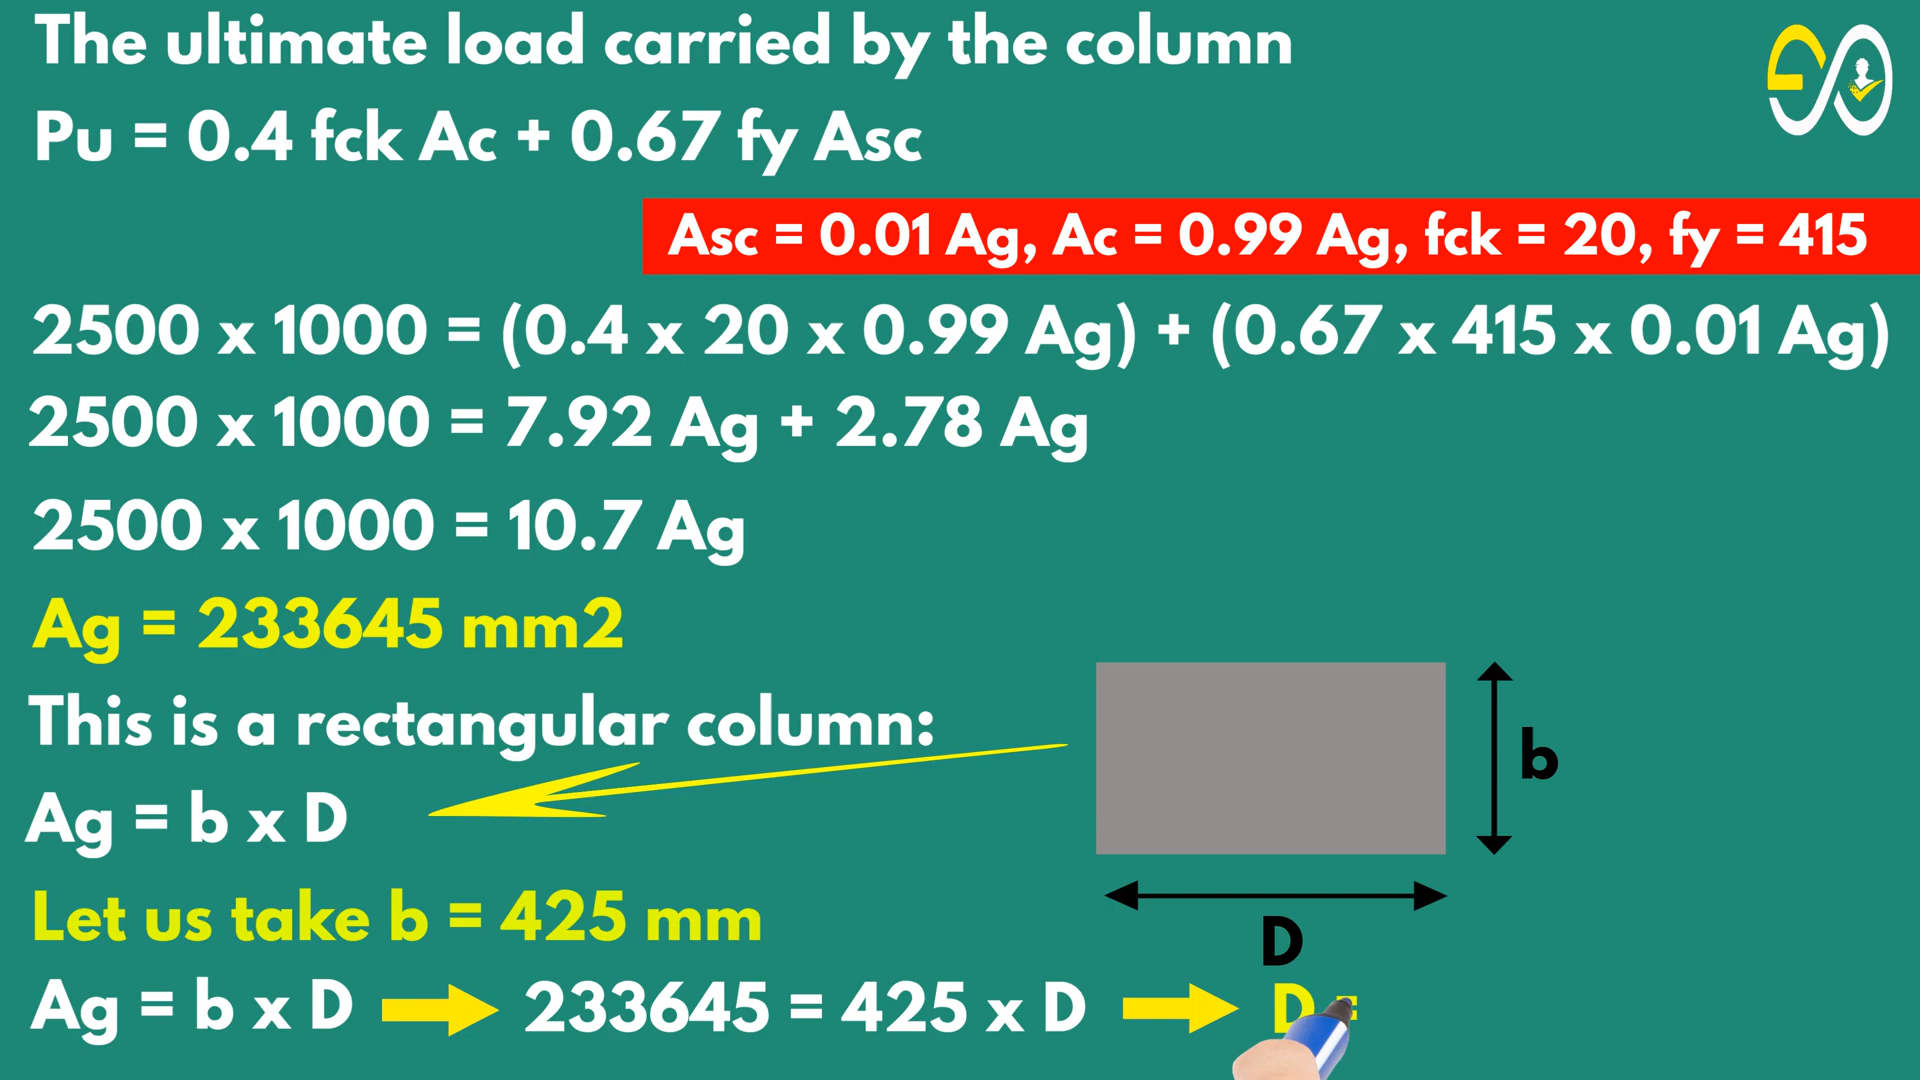 The ultimate load carried by the column
Pu = 0.4 fck Ac + 0.67 fy Asc
Asc = 0.01 Ag, Ac = 0.99 Ag, fck = 20, fy = 415
2500 x 1000 = (0.4 x 20 x 0.99 Ag) + (0.67 x 415 x 0.01 Ag)
2500 x 1000 = 7.92 Ag + 2.78 Ag
2500 x 1000 = 10.7 Ag
Ag = 233645 mm2
This is a rectangular column:
b
Ag = b x D
Let us take b = 425 mm
D
Ag = b x D 233645 = 425 x D D =